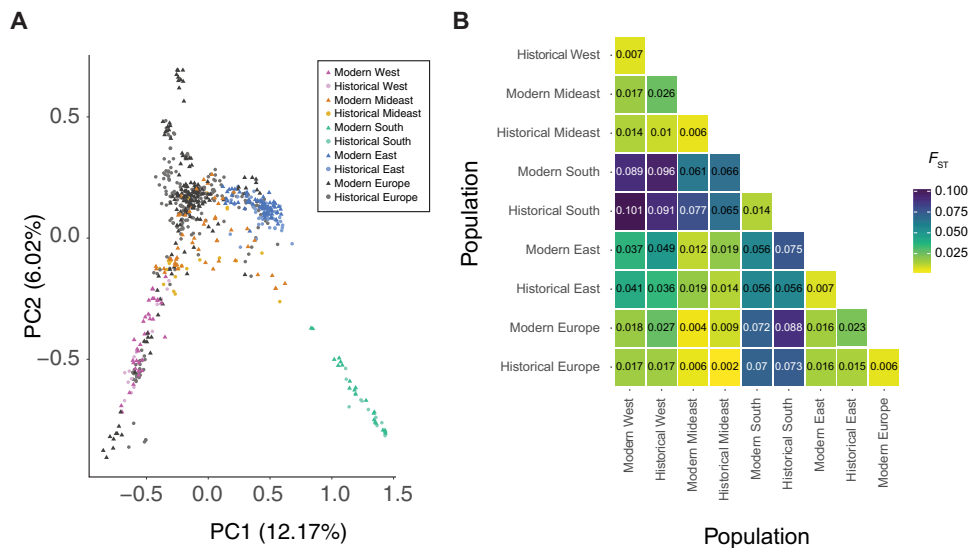 A
PC2 (6.02%)
0.5
0.0
−0.5
−0.5
0.0
0.5
1.0
1.5
PC1 (12.17%)
Modern West
Historical West
Modern Mideast
Historical Mideast
Modern South
Historical South
Modern East
Historical East
Modern Europe
Historical Europe
B
Population
Historical West 0.007
Modern Mideast 0.017 0.026
Historical Mideast 0.014 0.01 0.006
Modern South 0.089 0.096 0.061 0.066
Historical South 0.101 0.091 0.077 0.065 0.014
Modern East 0.037 0.049 0.012 0.019 0.056 0.075
Historical East 0.041 0.036 0.019 0.014 0.056 0.056 0.007
Modern Europe 0.018 0.027 0.004 0.009 0.072 0.088 0.016 0.023
Historical Europe 0.017 0.017 0.006 0.002 0.07 0.073 0.016 0.015 0.006
Modern West
Historical West
Modern Mideast
Historical Mideast
Modern South
Historical South
Modern East
Historical East
Modern Europe
Population
FST
0.100
0.075
0.050
0.025